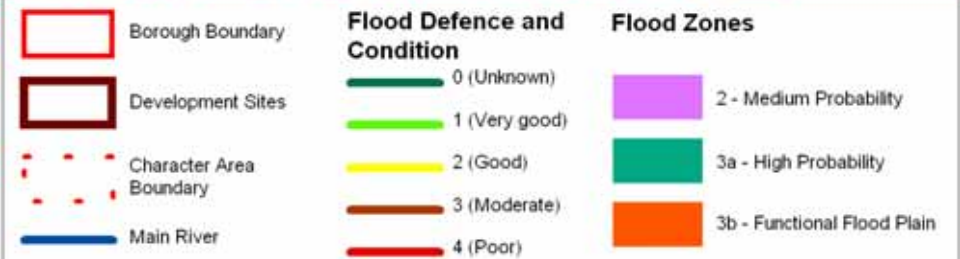 Borough Boundary
Development Sites
Character Area
Boundary
Main River
Flood Defence and
Condition
0 (Unknown)
1 (Very good)
2 (Good)
3 (Moderate)
4 (Poor)
Flood Zones
2 - Medium Probability
3a - High Probability
3b - Functional Flood Plain